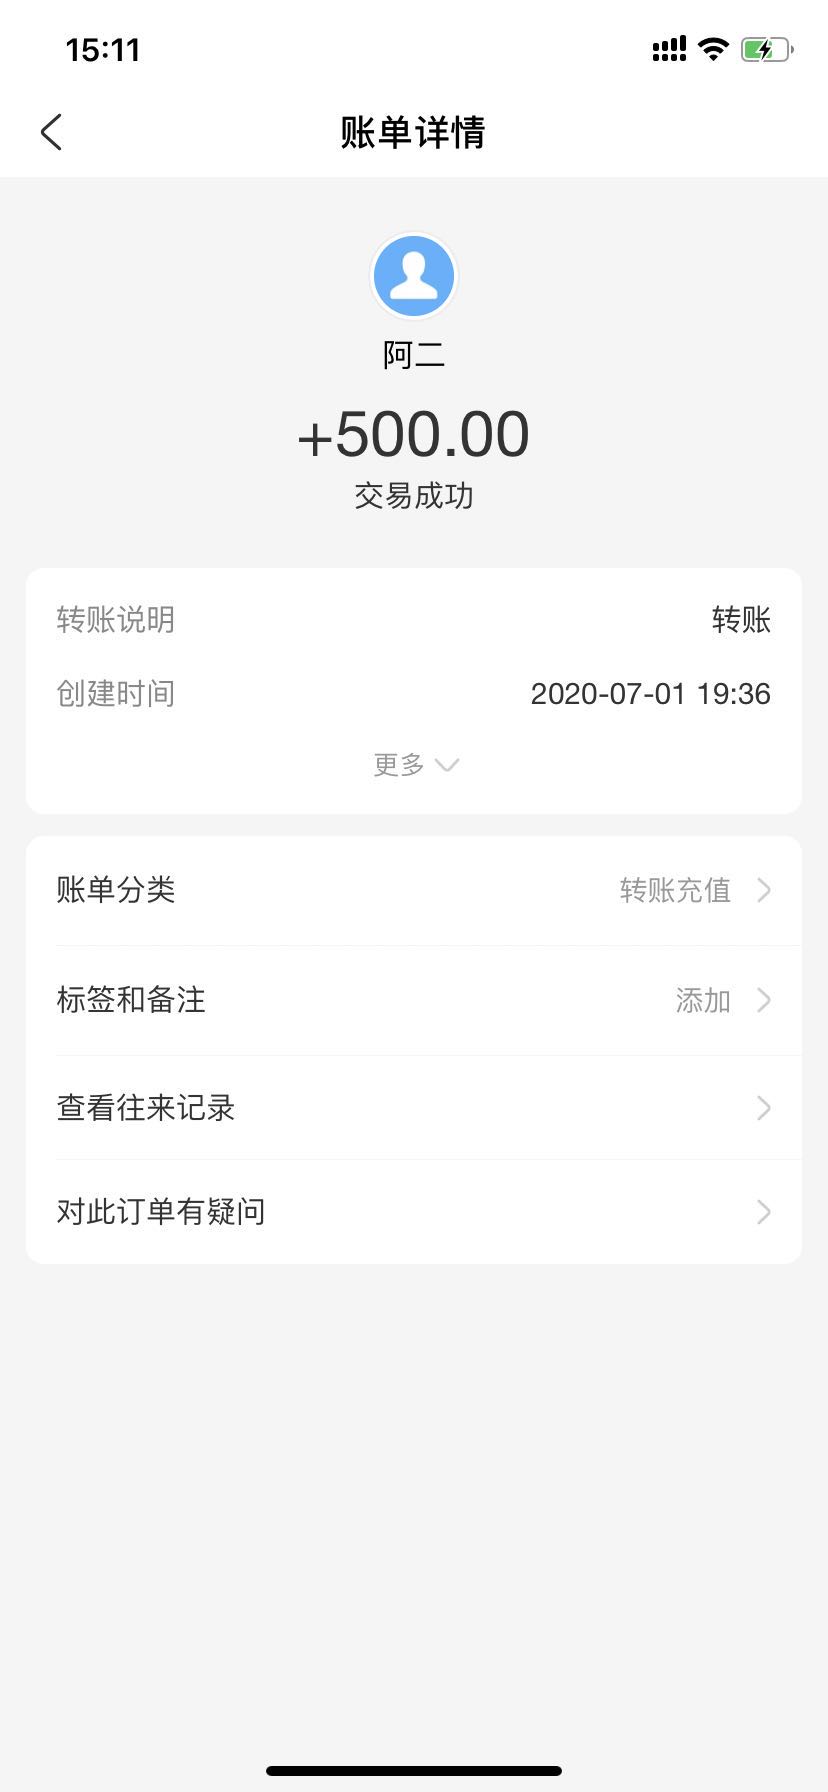 15:11
账单详情
阿二
+500.00
交易成功
转账说明 转账
创建时间 2020-07-01 19:36
更多
账单分类 转账充值
标签和备注 添加
查看往来记录
对此订单有疑问